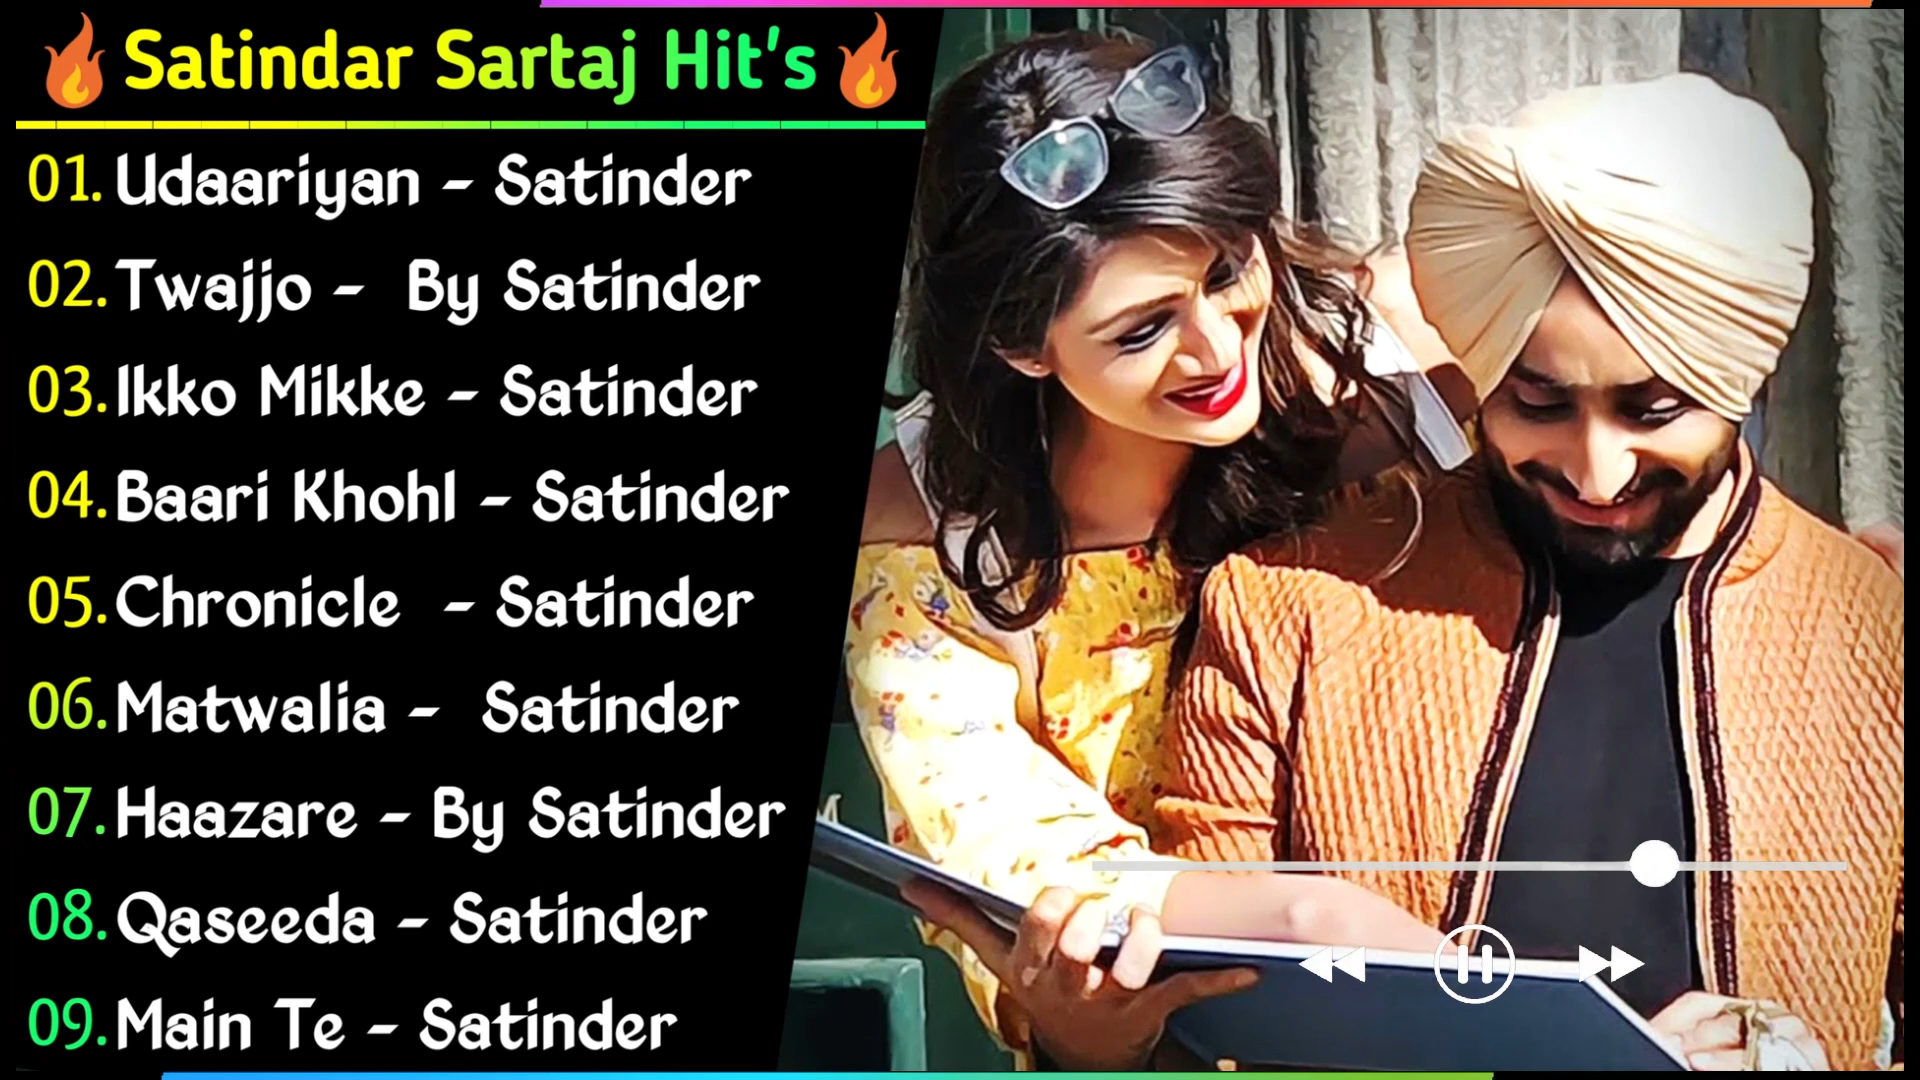 🔥Satindar Sartaj Hit's🔥
01. Udaariyan - Satinder
02. Twajjo - By Satinder
03. Ikko Mikke - Satinder
04. Baari Khohl - Satinder
05. Chronicle - Satinder
06. Matwalia - Satinder
07. Haazare - By Satinder
08. Qaseeda - Satinder
09. Main Te - Satinder